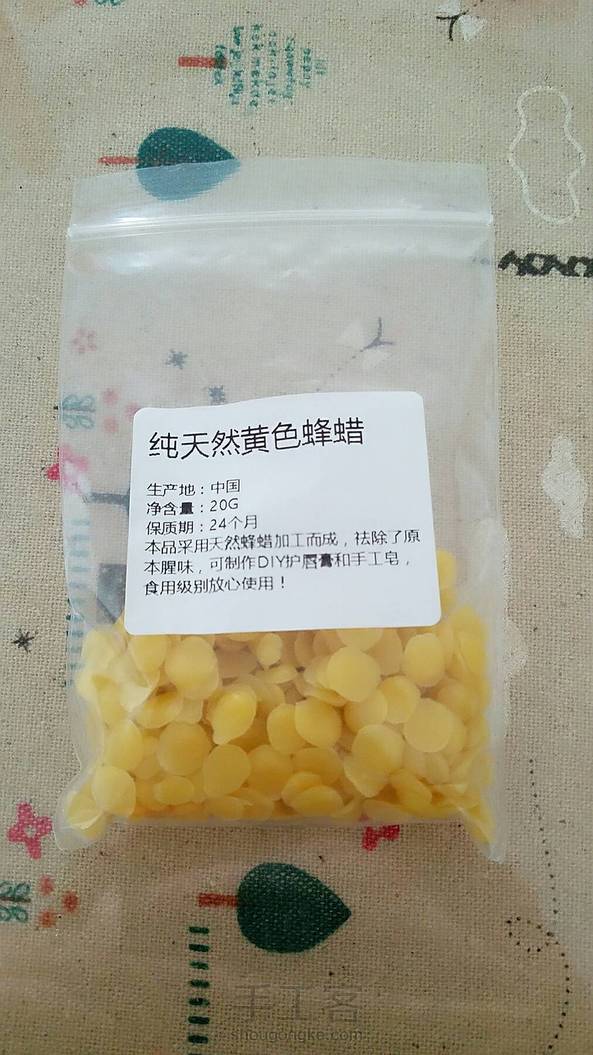 纯天然黄色蜂蜡
生产地：中国
净含量：20G
保质期：24个月
本品采用天然蜂蜡加工而成，祛除了原
本腥味，可制作DIY护唇膏和手工皂，
食用级别放心使用！
手工客
shougongke.com